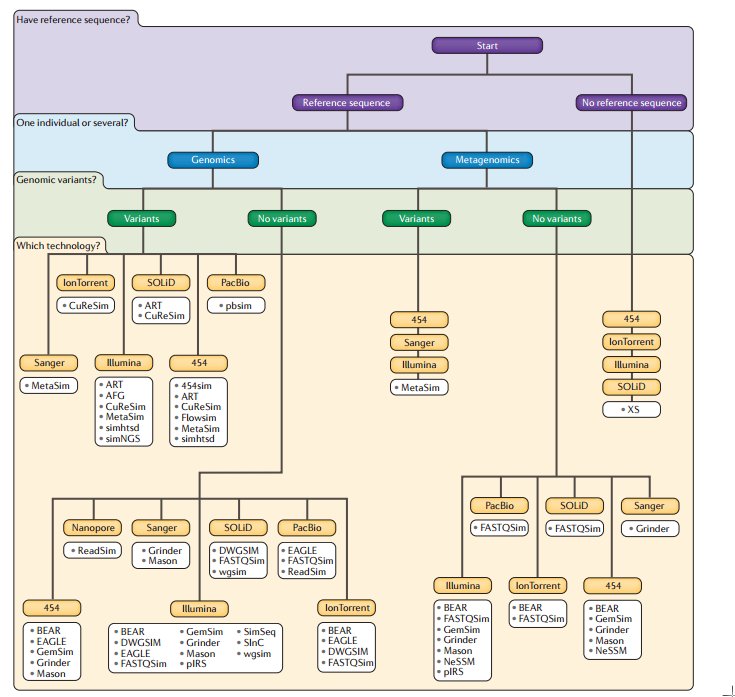 Have reference sequence?
Start
Reference sequence
No reference sequence
One individual or several?
Genomics
Metagenomics
Genomic variants?
Variants
No variants
Variants
No variants
Which technology?
IonTorrent
• CuReSim
SOLiD
• ART
• CuReSim
PacBio
• pbsim
Sanger
• MetaSim
Illumina
• ART
• AFG
• CuReSim
• MetaSim
• simhtsd
• simNGS
454
• 454sim
• ART
• CuReSim
• Flowsim
• MetaSim
• simhtsd
454
Sanger
Illumina
• MetaSim
454
IonTorrent
Illumina
SOLiD
• XS
Nanopore
• ReadSim
Sanger
• Grinder
• Mason
SOLiD
• DWGSIM
• FASTQSim
• wgsim
PacBio
• EAGLE
• FASTQSim
• ReadSim
454
• BEAR
• EAGLE
• GemSim
• Grinder
• Mason
Illumina
• BEAR
• DWGSIM
• EAGLE
• FASTQSim
• GemSim
• Grinder
• Mason
• pIRS
• SimSeq
• SInC
• wgsim
IonTorrent
• BEAR
• EAGLE
• DWGSIM
• FASTQSim
PacBio
• FASTQSim
SOLiD
• FASTQSim
Sanger
• Grinder
Illumina
• BEAR
• FASTQSim
• GemSim
• Grinder
• Mason
• NeSSM
• pIRS
IonTorrent
• BEAR
• FASTQSim
454
• BEAR
• GemSim
• Grinder
• Mason
• NeSSM